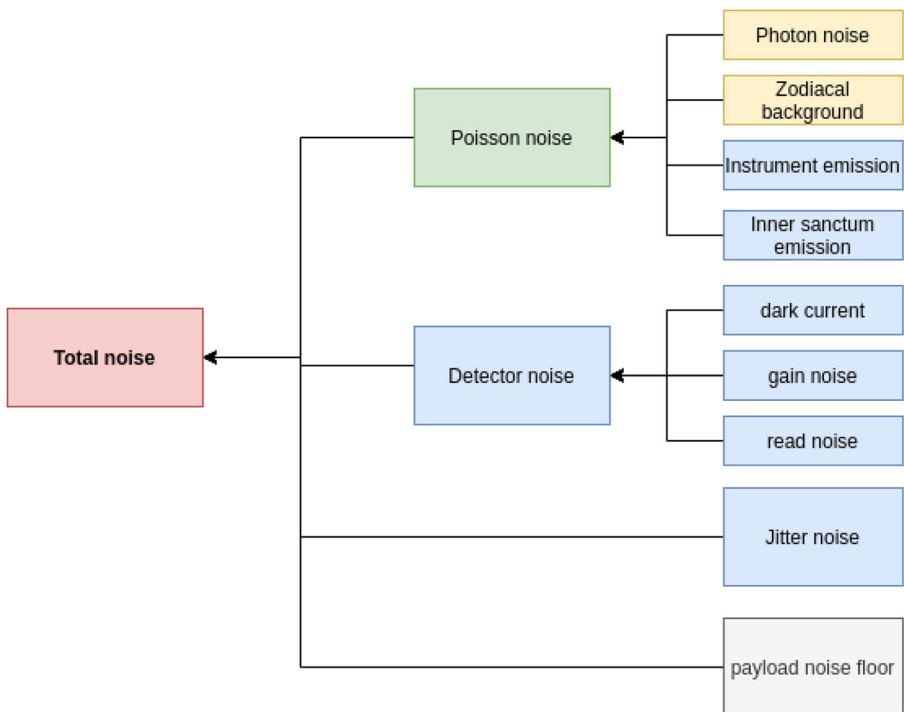 Photon noise
Zodiacal
background
Poisson noise
Instrument emission
Inner sanctum
emission
dark current
Total noise
Detector noise
gain noise
read noise
Jitter noise
payload noise floor